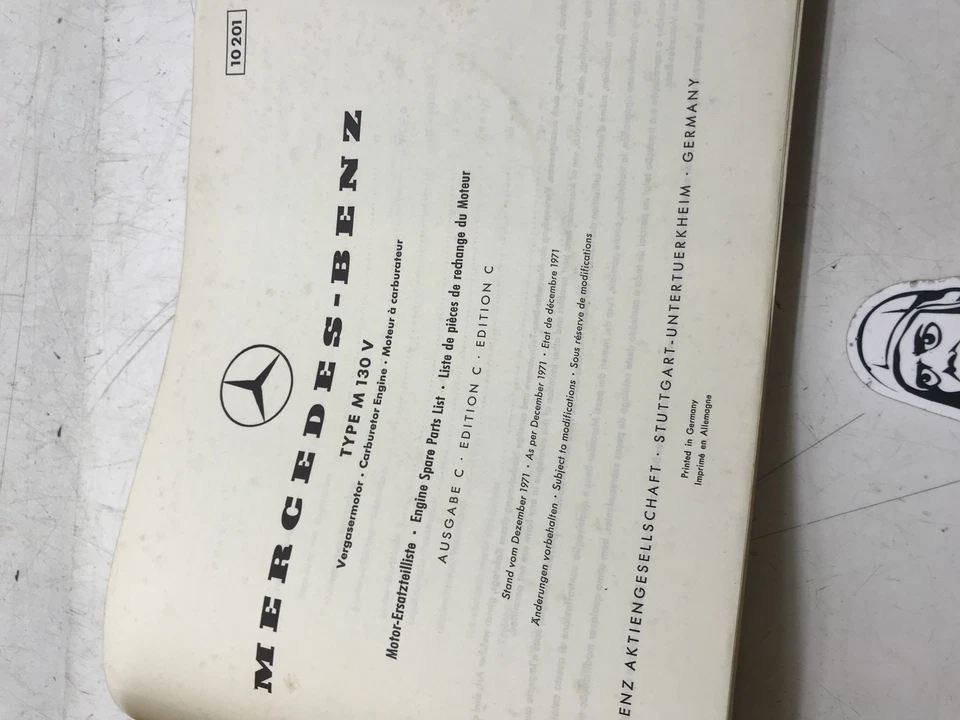 10 201
MERCEDES-BENZ
TYPE M 130 V
Vergasermotor • Carburetor Engine • Moteur à carburateur
Motor-Ersatzteilliste • Engine Spare Parts List • Liste de pièces de rechange du Moteur
AUSGABE C · EDITION C · EDITION C
Stand vom Dezember 1971 • As per December 1971 • Etat de décembre 1971
Änderungen vorbehalten • Subject to modifications • Sous réserve de modifications
ENZ AKTIENGESELLSCHAFT · STUTTGART-UNTERTUERKHEIM · GERMANY
Printed in Germany
Imprimé en Allemagne